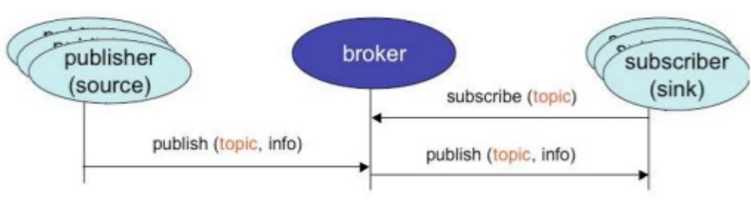 publisher
(source)
broker
subscriber
(sink)
subscribe (topic)
publish (topic, info)
publish (topic, info)